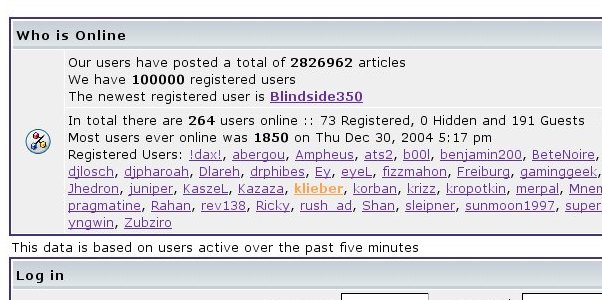 Who is Online
Our users have posted a total of 2826962 articles
We have 100000 registered users
The newest registered user is Blindside350
In total there are 264 users online :: 73 Registered, 0 Hidden and 191 Guests
Most users ever online was 1850 on Thu Dec 30, 2004 5:17 pm
Registered Users: !dax!, abergou, Ampheus, ats2, b00l, benjamin200, BeteNoire,
djlosch, djpharoah, Dlareh, drphibes, Ey, eyeL, fizzmahon, Freiburg, gaminggeek,
Jhedron, juniper, KaszeL, Kazaza, klieber, korban, krizz, kropotkin, merpal, Mnem
pragmatine, Rahan, rev138, Ricky, rush_ad, Shan, sleipner, sunmoon1997, super
yngwin, Zubziro
This data is based on users active over the past five minutes
Log in